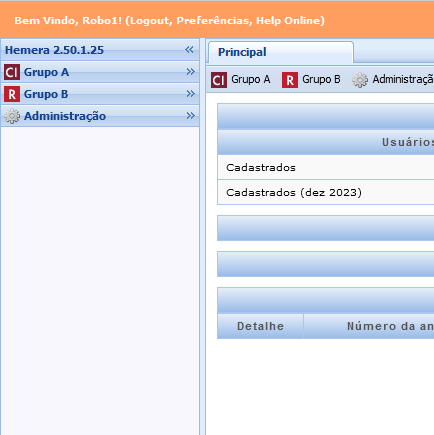 Bem Vindo, Robo1! (Logout, Preferências, Help Online)
Hemera 2.50.1.25
CI Grupo A
R Grupo B
Administração
Principal
CI Grupo A R Grupo B Administraçã
Usuários
Cadastrados
Cadastrados (dez 2023)
Detalhe Número da an